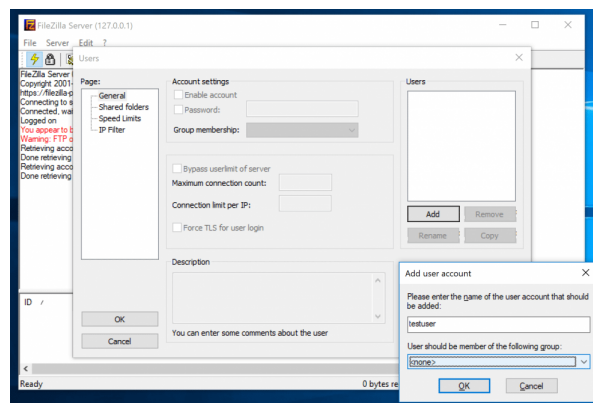 FileZilla Server (127.0.0.1)
File Server Edit ?
Users
FileZilla Server
Copyright 2001-
https://filezilla-p
Connecting to s
Connected, wai
Logged on
You appear to b
Warning: FTP o
Retrieving acco
Done retrieving
Retrieving acco
Done retrieving
Page:
General
Shared folders
Speed Limits
IP Filter
OK
Cancel
Account settings
Enable account
Password:
Group membership:
Bypass userlimit of server
Maximum connection count:
Connection limit per IP:
Force TLS for user login
Description
You can enter some comments about the user
Users
Add Remove
Rename Copy
Add user account
Please enter the name of the user account that should
be added:
testuser
User should be member of the following group:
<none>
OK Cancel
ID /
Ready 0 bytes re